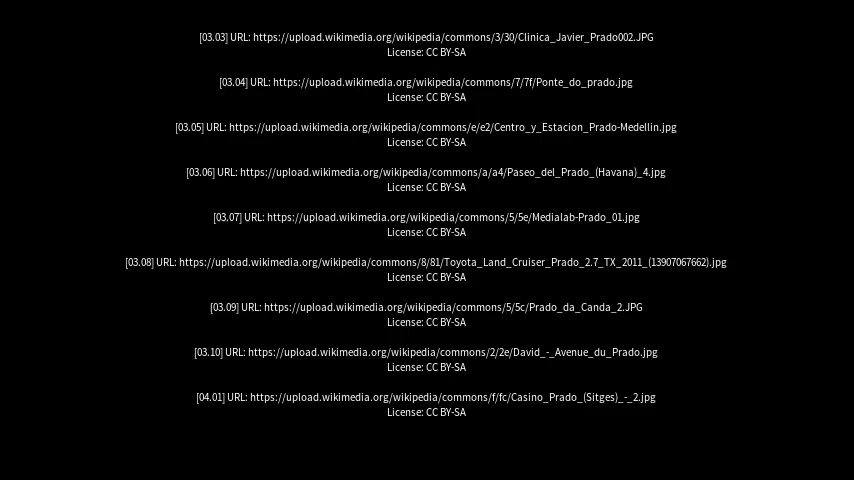 [03.03] URL: https://upload.wikimedia.org/wikipedia/commons/3/30/Clinica_Javier_Prado002.JPG
License: CC BY-SA
[03.04] URL: https://upload.wikimedia.org/wikipedia/commons/7/7f/Ponte_do_prado.jpg
License: CC BY-SA
[03.05] URL: https://upload.wikimedia.org/wikipedia/commons/e/e2/Centro_y_Estacion_Prado-Medellin.jpg
License: CC BY-SA
[03.06] URL: https://upload.wikimedia.org/wikipedia/commons/a/a4/Paseo_del_Prado_(Havana)_4.jpg
License: CC BY-SA
[03.07] URL: https://upload.wikimedia.org/wikipedia/commons/5/5e/Medialab-Prado_01.jpg
License: CC BY-SA
[03.08] URL: https://upload.wikimedia.org/wikipedia/commons/8/81/Toyota_Land_Cruiser_Prado_2.7_TX_2011_(13907067662).jpg
License: CC BY-SA
[03.09] URL: https://upload.wikimedia.org/wikipedia/commons/5/5c/Prado_da_Canda_2.JPG
License: CC BY-SA
[03.10] URL: https://upload.wikimedia.org/wikipedia/commons/2/2e/David_-_Avenue_du_Prado.jpg
License: CC BY-SA
[04.01] URL: https://upload.wikimedia.org/wikipedia/commons/f/fc/Casino_Prado_(Sitges)_-_2.jpg
License: CC BY-SA